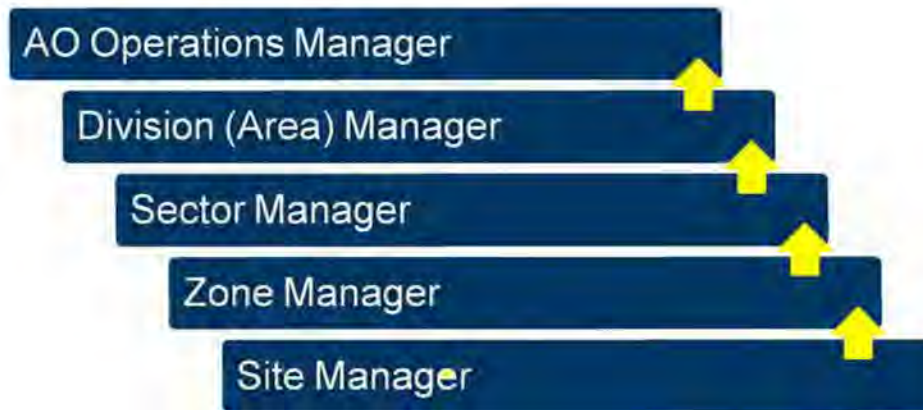 AO Operations Manager
Division (Area) Manager
Sector Manager
Zone Manager
Site Manager